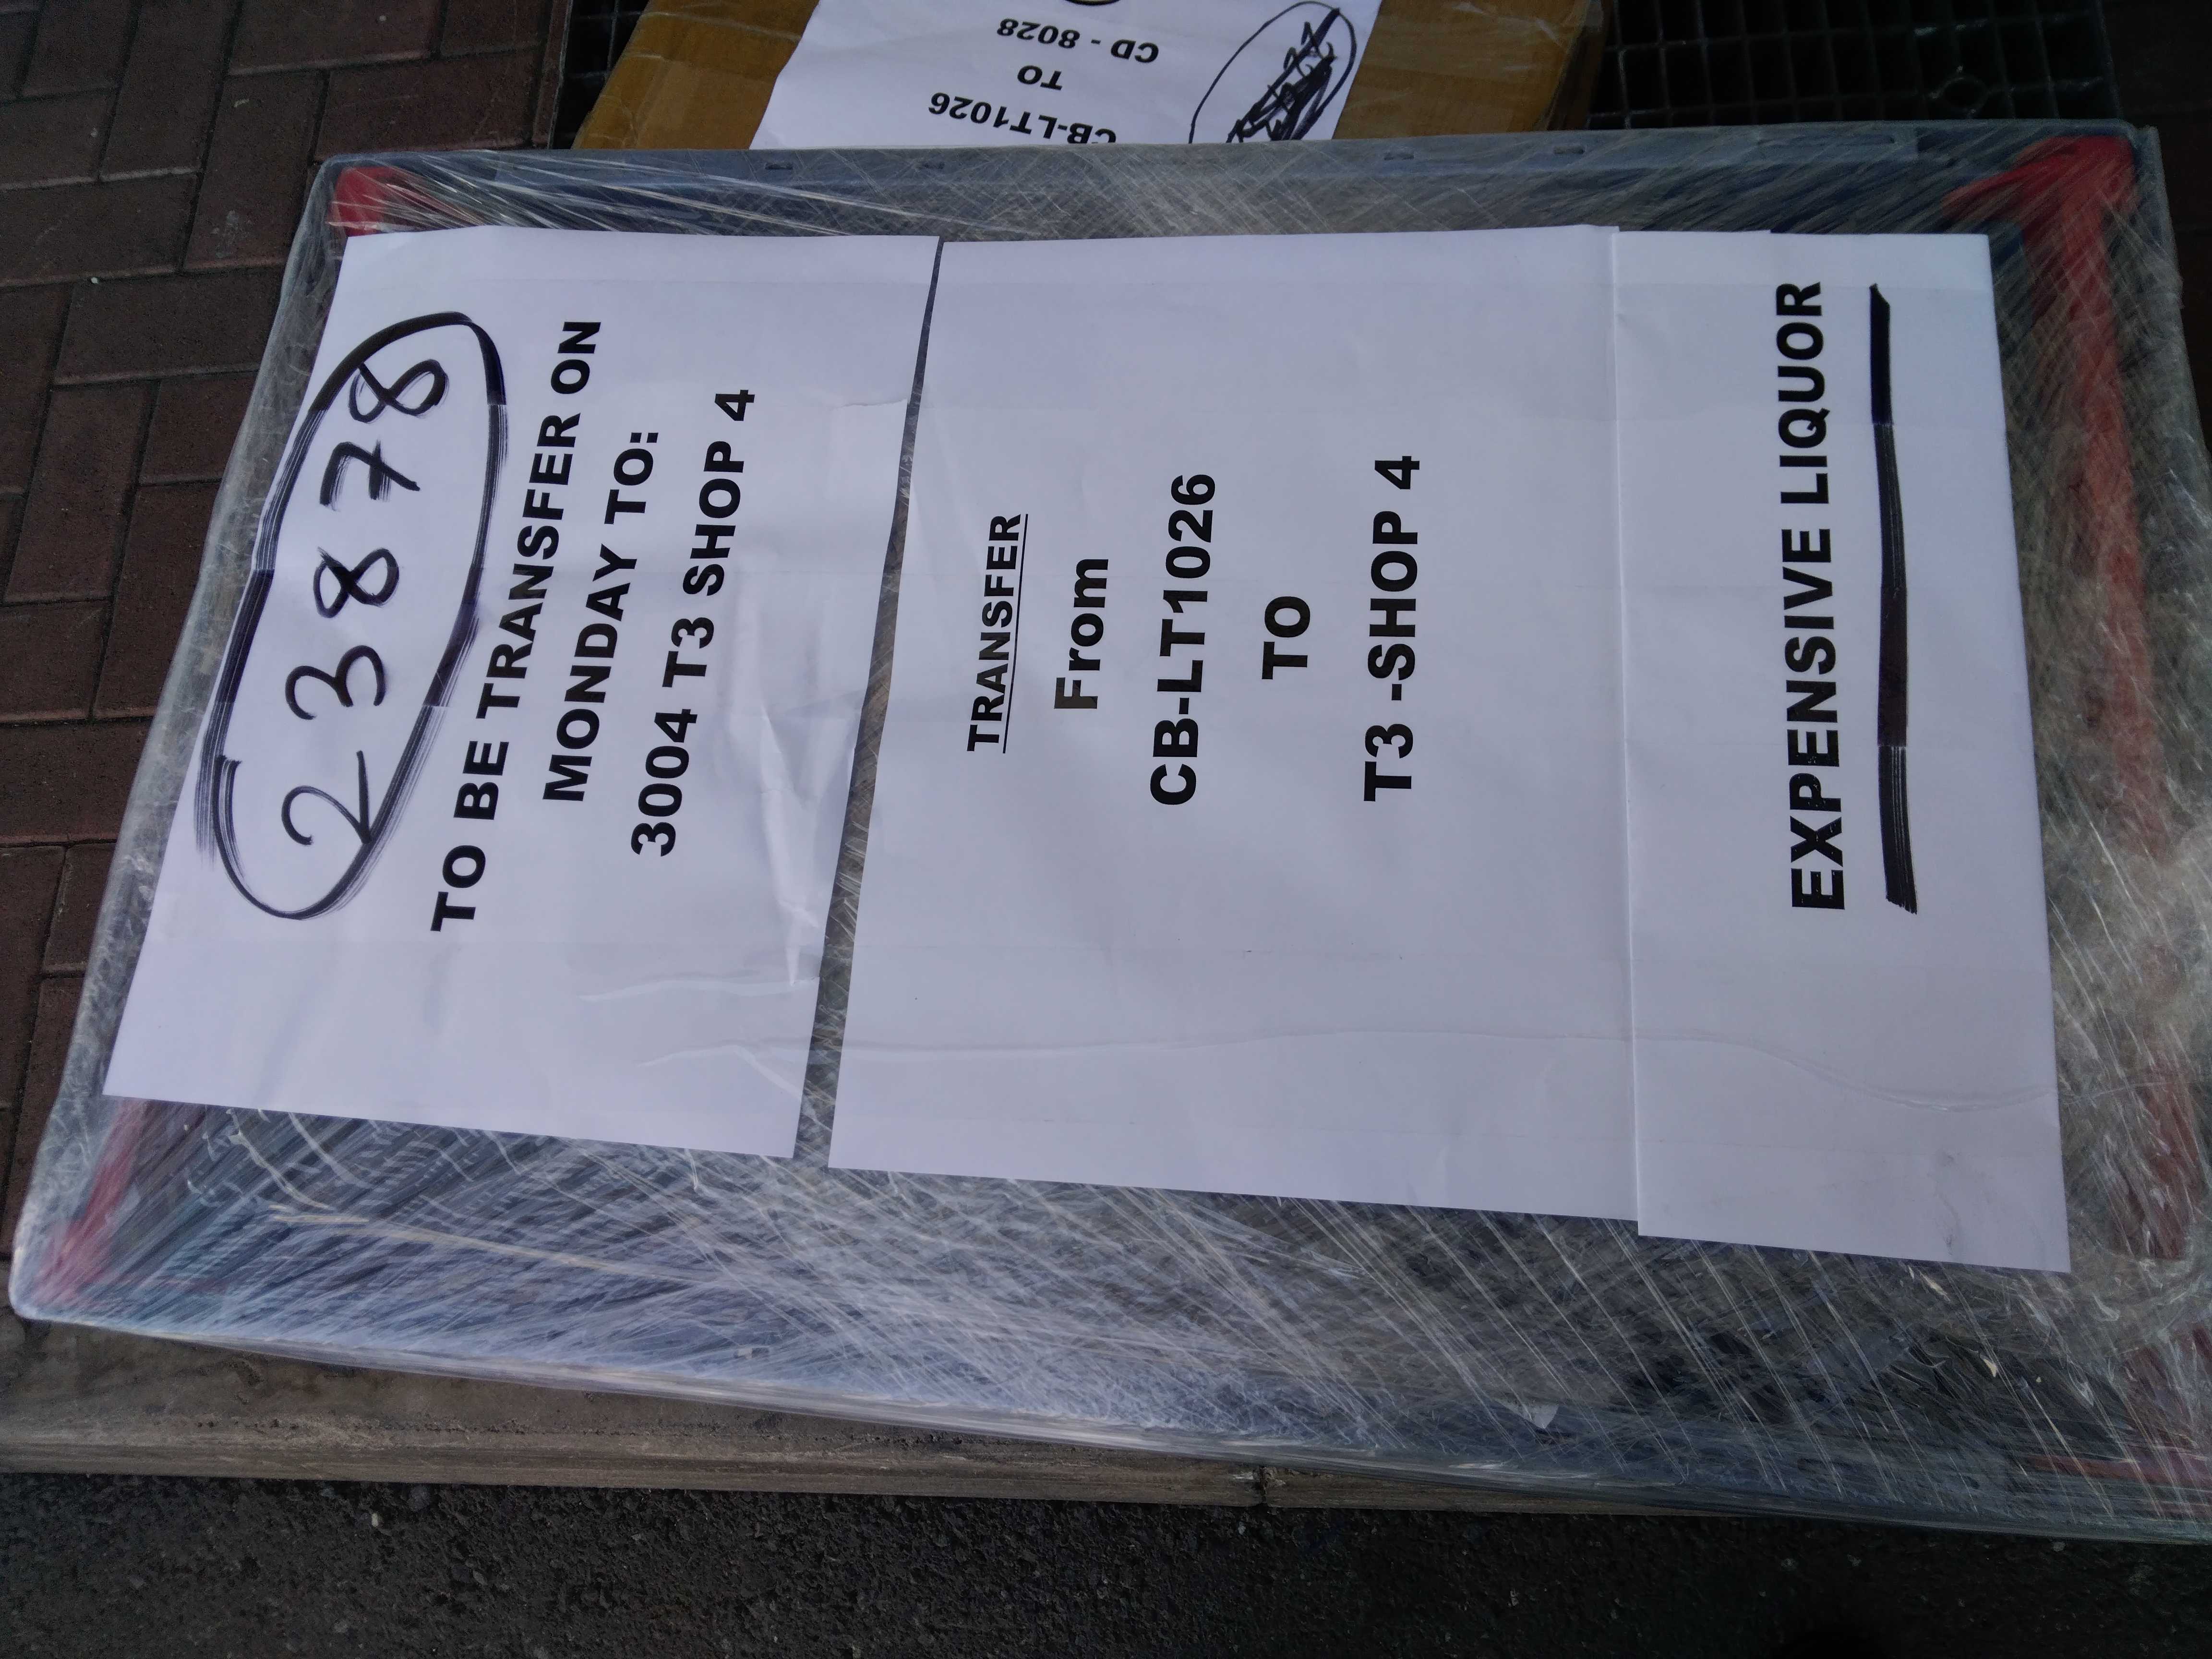 23878
TO BE TRANSFER ON
MONDAY TO:
3004 T3 SHOP 4
TRANSFER
From
CB-LT1026
TO
T3 -SHOP 4
EXPENSIVE LIQUOR
CB-LT1026
TO
CD - 8028